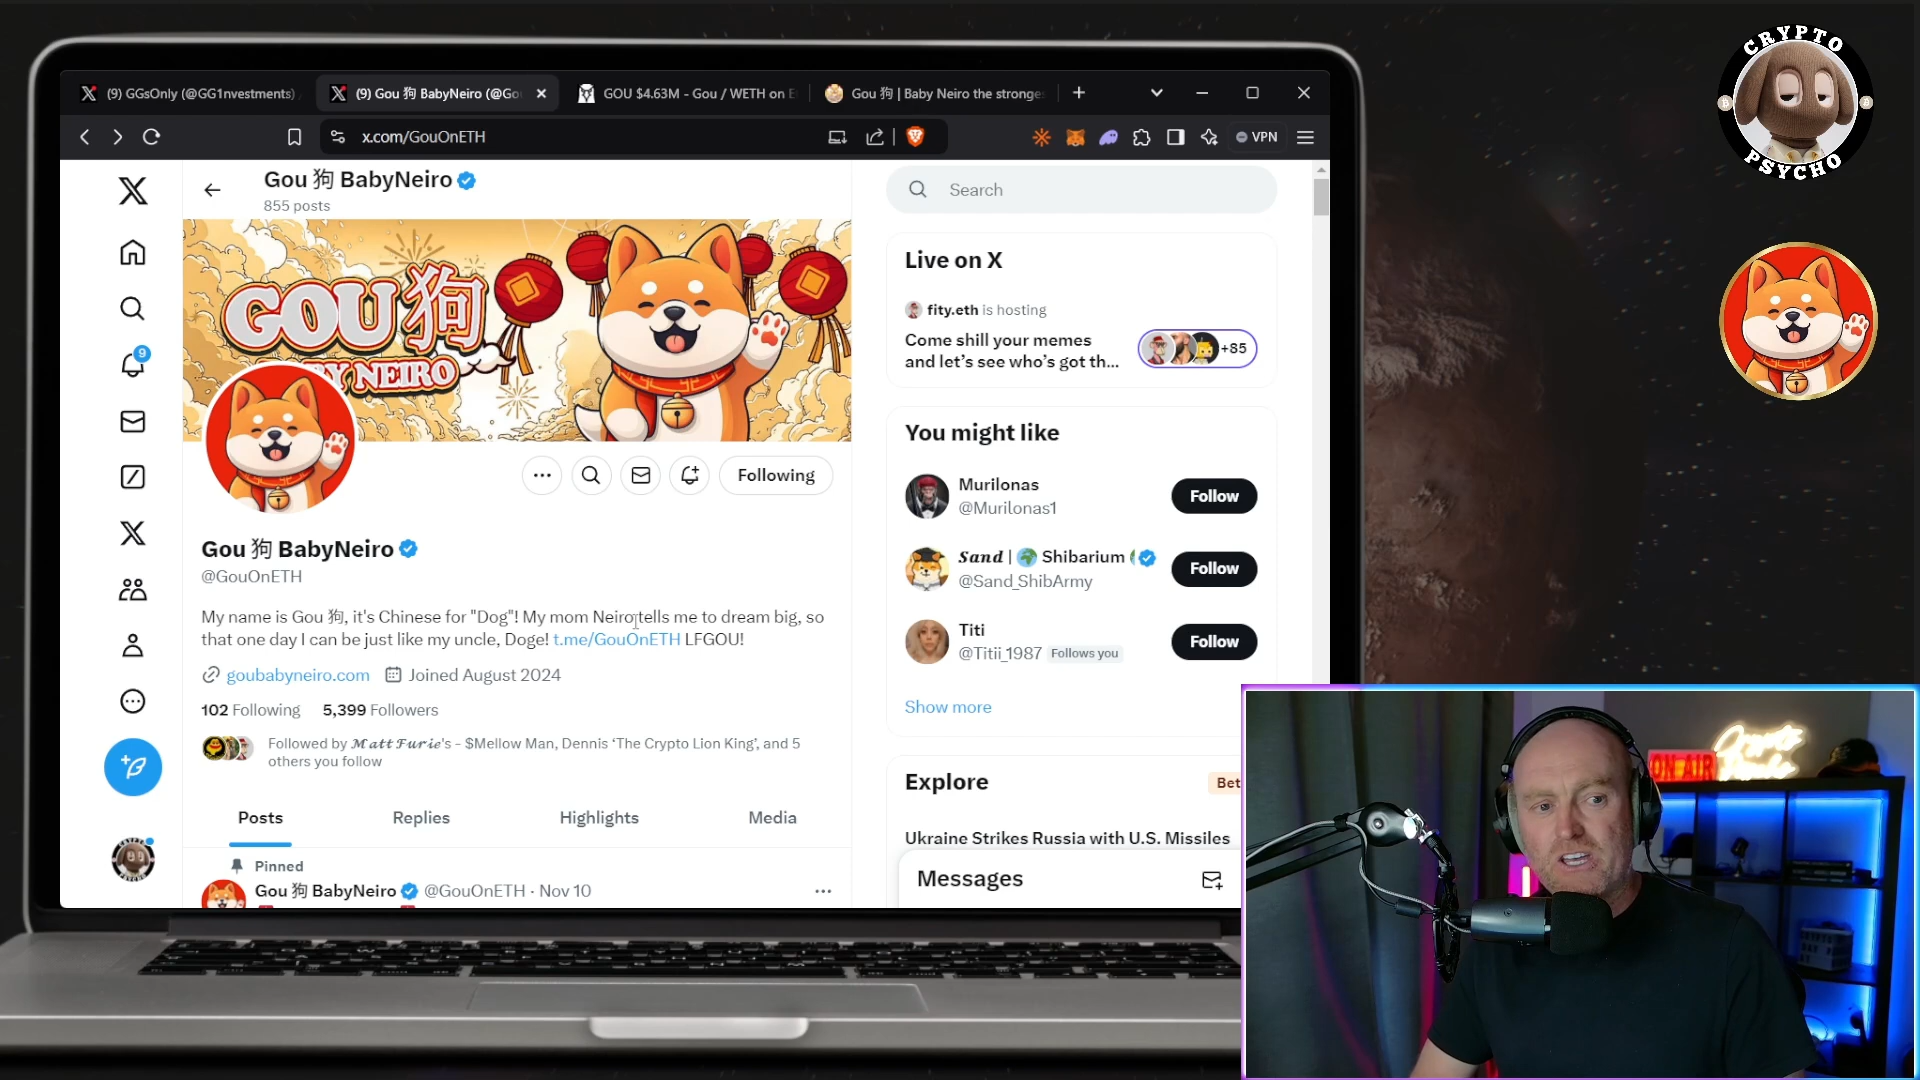 (9) GGsOnly (@GG1nvestments)
(9) Gou 狗 BabyNeiro (@Go
GOU $4.63M - Gou / WETH on E
Gou 狗 | Baby Neiro the stronge
x.com/GouOnETH
VPN
Gou 狗 BabyNeiro
855 posts
GOU 狗
BABY NEIRO
Following
Gou 狗 BabyNeiro
@GouOnETH
My name is Gou 狗, it's Chinese for "Dog"! My mom Neiro tells me to dream big, so
that one day I can be just like my uncle, Doge! t.me/GouOnETH LFGOU!
goubabyneiro.com Joined August 2024
102 Following 5,399 Followers
Followed by 𝓜𝓪𝓽𝓽 𝓕𝓾𝓻𝓲𝓮's - $Mellow Man, Dennis ‘The Crypto Lion King’, and 5
others you follow
Posts Replies Highlights Media
Pinned
Gou 狗 BabyNeiro @GouOnETH · Nov 10
9
Search
Live on X
fity.eth is hosting
Come shill your memes
and let’s see who’s got th...
+85
You might like
Murilonas
@Murilonas1
Follow
𝑺𝒂𝒏𝒅 | 🌍 Shibarium
@Sand_ShibArmy
Follow
Titi
@Titii_1987 Follows you
Follow
Show more
Explore
Bet
Ukraine Strikes Russia with U.S. Missiles
Messages
CRYPTO
PSYCHO
ON AIR